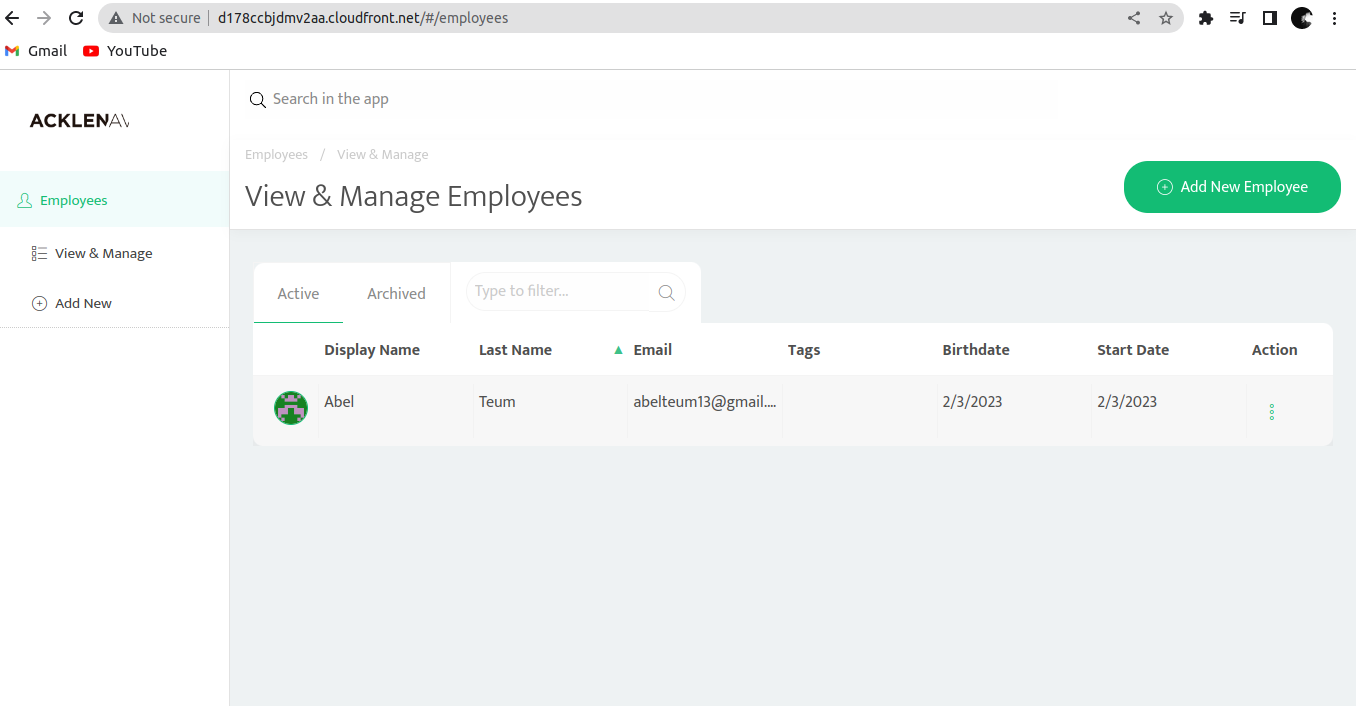 Not secure d178ccbjdmv2aa.cloudfront.net/#/employees
Gmail YouTube
ACKLENAV
Search in the app
Employees / View & Manage
View & Manage Employees
Add New Employee
Employees
View & Manage
Add New
Active Archived Type to filter...
Display Name Last Name ▲ Email Tags Birthdate Start Date Action
Abel Teum abelteum13@gmail.... 2/3/2023 2/3/2023